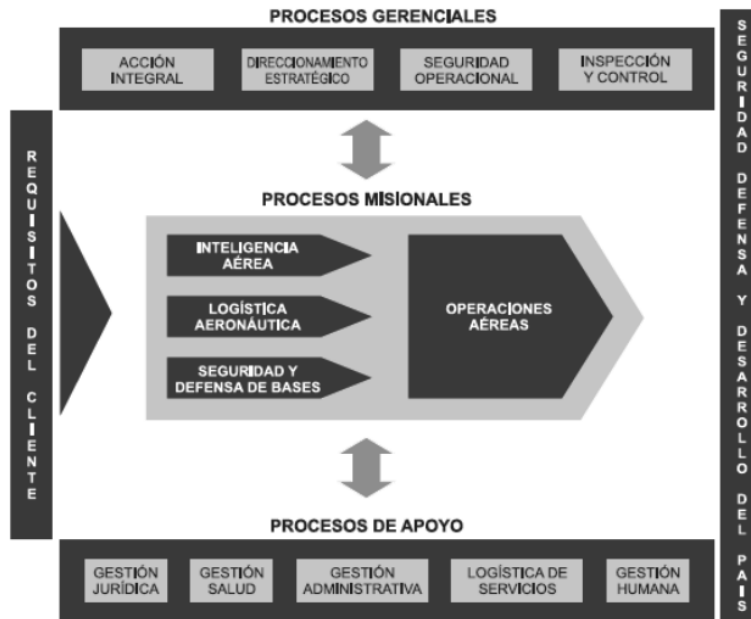 PROCESOS GERENCIALES
ACCIÓN
INTEGRAL
DIRECCIONAMIENTO
ESTRATÉGICO
SEGURIDAD
OPERACIONAL
INSPECCIÓN
Y CONTROL
REQUISITOS DEL CLIENTE
PROCESOS MISIONALES
INTELIGENCIA
AÉREA
LOGÍSTICA
AERONÁUTICA
SEGURIDAD Y
DEFENSA DE BASES
OPERACIONES
AÉREAS
PROCESOS DE APOYO
GESTIÓN
JURÍDICA
GESTIÓN
SALUD
GESTIÓN
ADMINISTRATIVA
LOGÍSTICA DE
SERVICIOS
GESTIÓN
HUMANA
SEGURIDAD DEFENSA Y DESARROLLO DEL PAIS